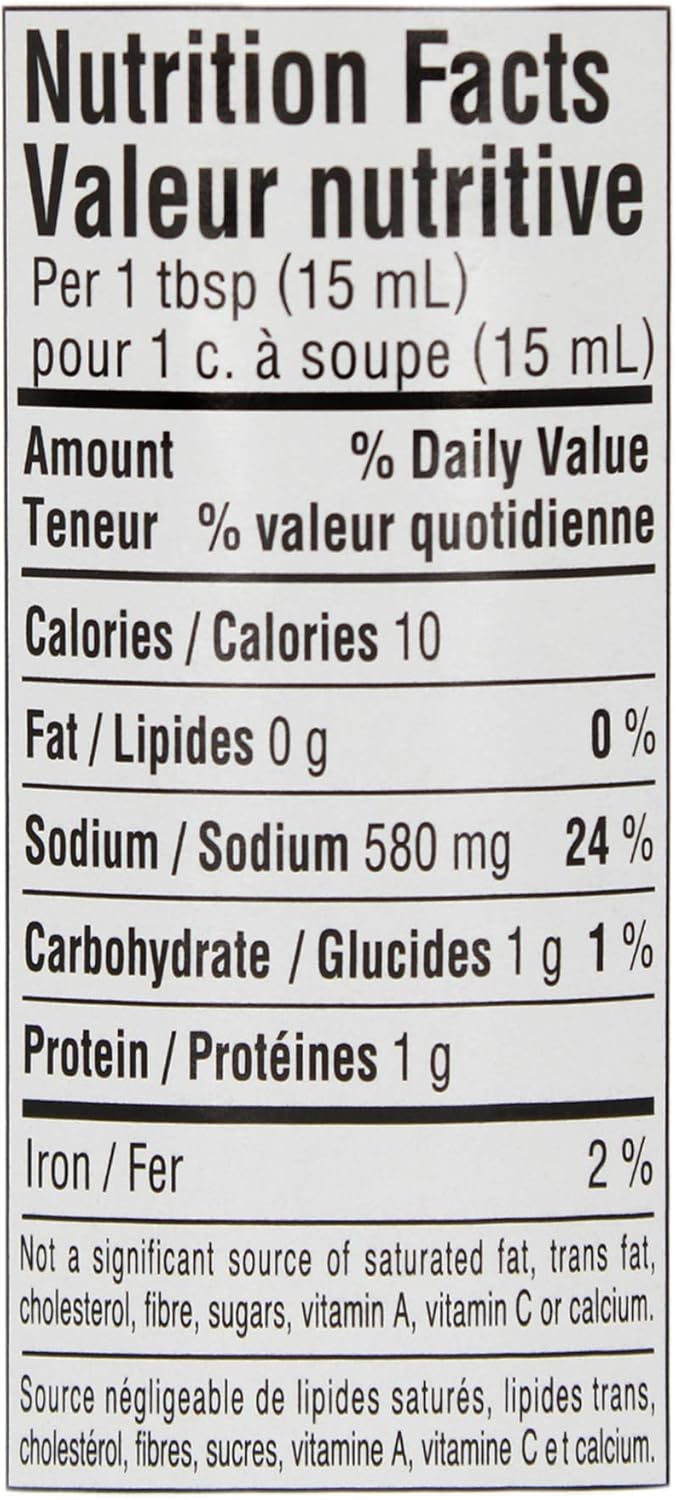 Nutrition Facts
Valeur nutritive
Per 1 tbsp (15 mL)
pour 1 c. à soupe (15 mL)
Amount % Daily Value
Teneur % valeur quotidienne
Calories / Calories 10
Fat / Lipides 0 g 0 %
Sodium / Sodium 580 mg 24 %
Carbohydrate / Glucides 1 g 1 %
Protein / Protéines 1 g
Iron / Fer 2 %
Not a significant source of saturated fat, trans fat,
cholesterol, fibre, sugars, vitamin A, vitamin C or calcium.
Source négligeable de lipides saturés, lipides trans,
cholestérol, fibres, sucres, vitamine A, vitamine C et calcium.